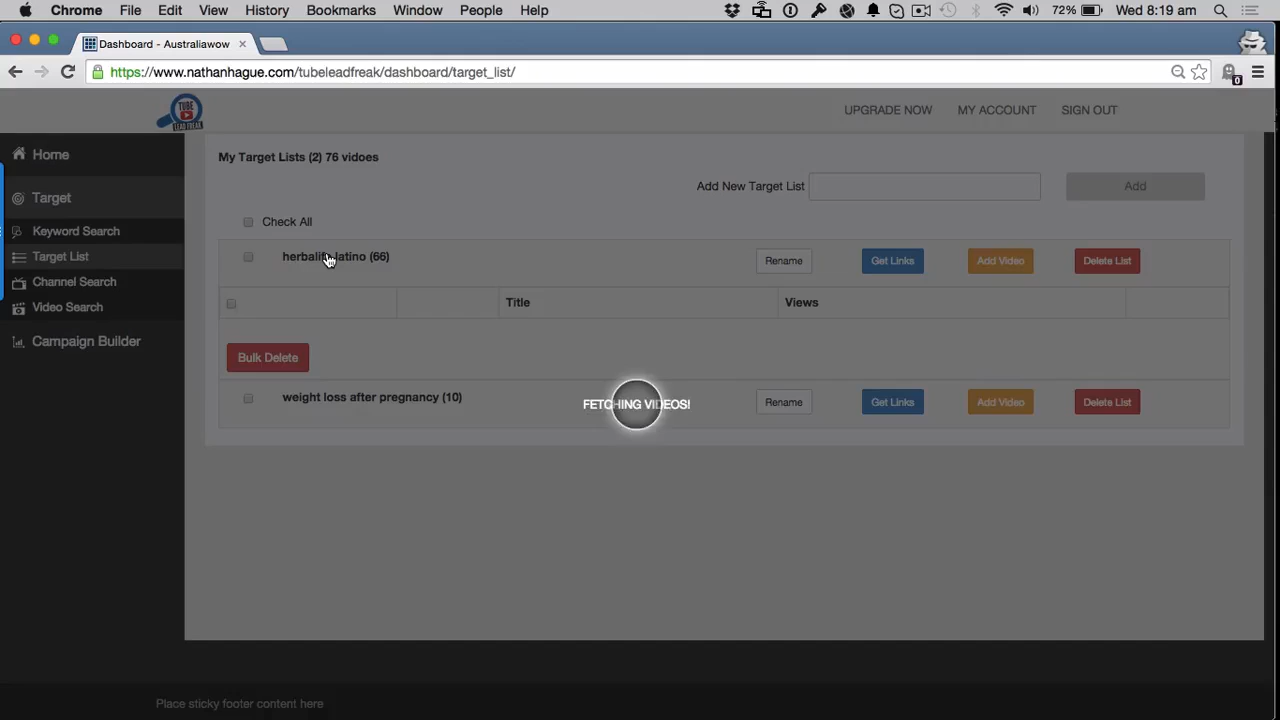 Chrome File Edit View History Bookmarks Window People Help 72% Wed 8:19 am
Dashboard - Australiawow
https://www.nathanhague.com/tubeleadfreak/dashboard/target_list/
0
TUBE
LEAD FREAK
UPGRADE NOW MY ACCOUNT SIGN OUT
Home
My Target Lists (2) 76 vidoes
Add New Target List Add
Target
Check All
Keyword Search
Target List
herbalife latino (66) Rename Get Links Add Video Delete List
Channel Search
Title Views
Video Search
Campaign Builder
Bulk Delete
weight loss after pregnancy (10) Rename Get Links Add Video Delete List
FETCHING VIDEOS!
Place sticky footer content here